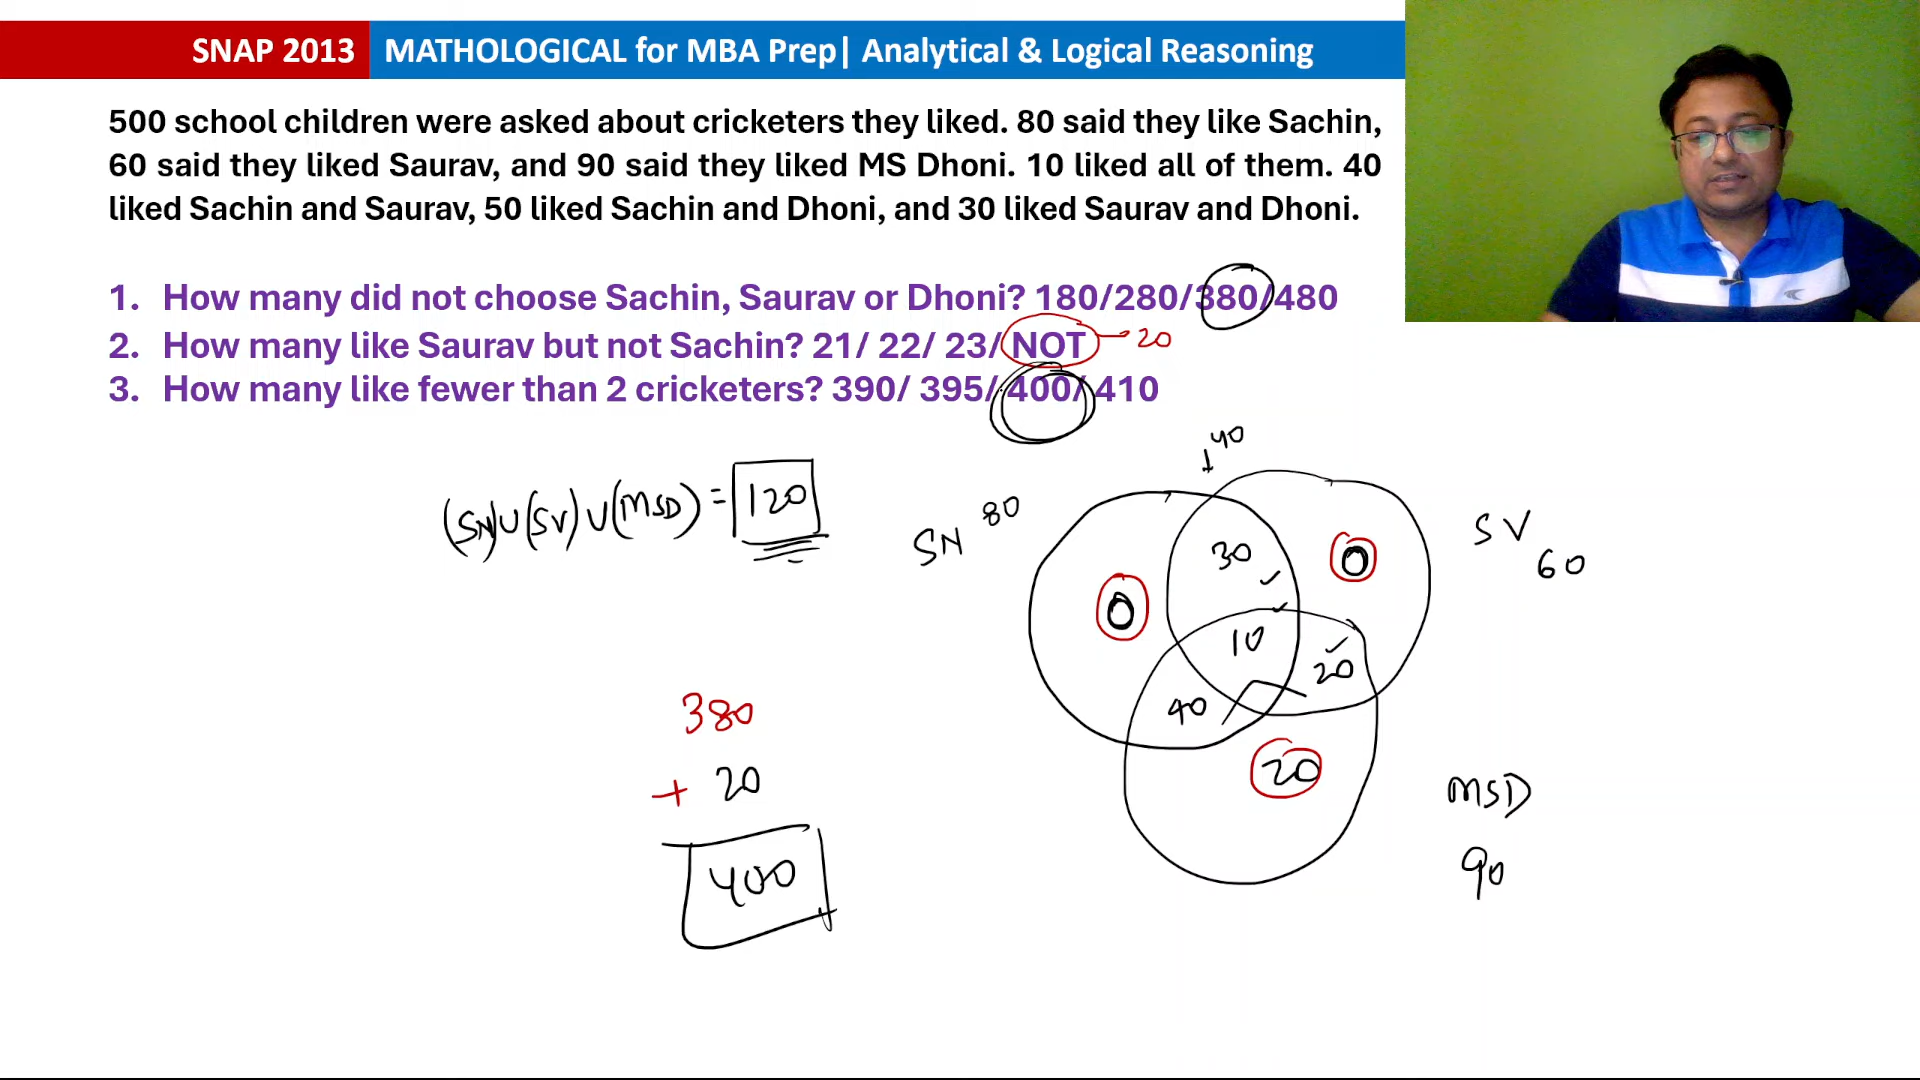 SNAP 2013 MATHOLOGICAL for MBA Prep| Analytical & Logical Reasoning
500 school children were asked about cricketers they liked. 80 said they like Sachin,
60 said they liked Saurav, and 90 said they liked MS Dhoni. 10 liked all of them. 40
liked Sachin and Saurav, 50 liked Sachin and Dhoni, and 30 liked Saurav and Dhoni.
1. How many did not choose Sachin, Saurav or Dhoni? 180/280/380/480
2. How many like Saurav but not Sachin? 21/ 22/ 23/ NOT 20
3. How many like fewer than 2 cricketers? 390/ 395/ 400/ 410
40
(SN)∪(SV)∪(MSD) = 120
SN 80
SV 60
30
0
0
10
20
40
20
MSD
90
380
+ 20
400